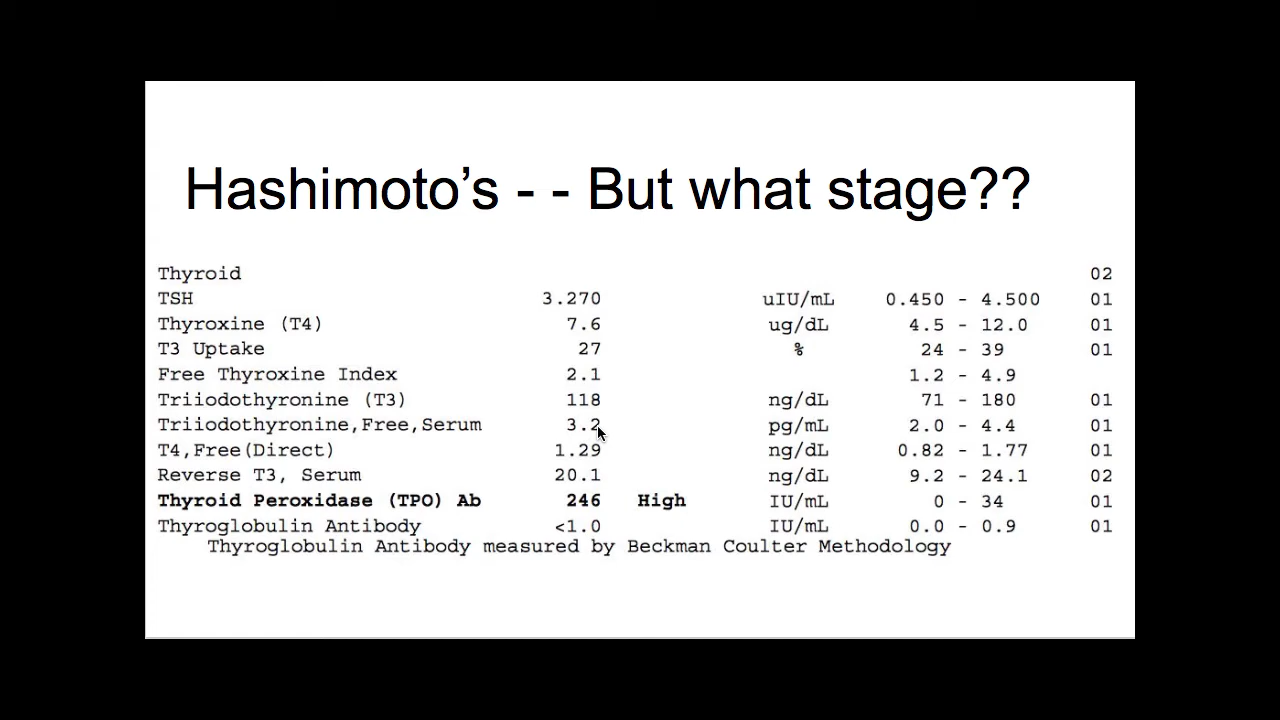 Hashimoto’s - - But what stage??
Thyroid 02
TSH 3.270 uIU/mL 0.450 - 4.500 01
Thyroxine (T4) 7.6 ug/dL 4.5 - 12.0 01
T3 Uptake 27 % 24 - 39 01
Free Thyroxine Index 2.1 1.2 - 4.9
Triiodothyronine (T3) 118 ng/dL 71 - 180 01
Triiodothyronine,Free,Serum 3.2 pg/mL 2.0 - 4.4 01
T4,Free(Direct) 1.29 ng/dL 0.82 - 1.77 01
Reverse T3, Serum 20.1 ng/dL 9.2 - 24.1 02
Thyroid Peroxidase (TPO) Ab 246 High IU/mL 0 - 34 01
Thyroglobulin Antibody <1.0 IU/mL 0.0 - 0.9 01
Thyroglobulin Antibody measured by Beckman Coulter Methodology